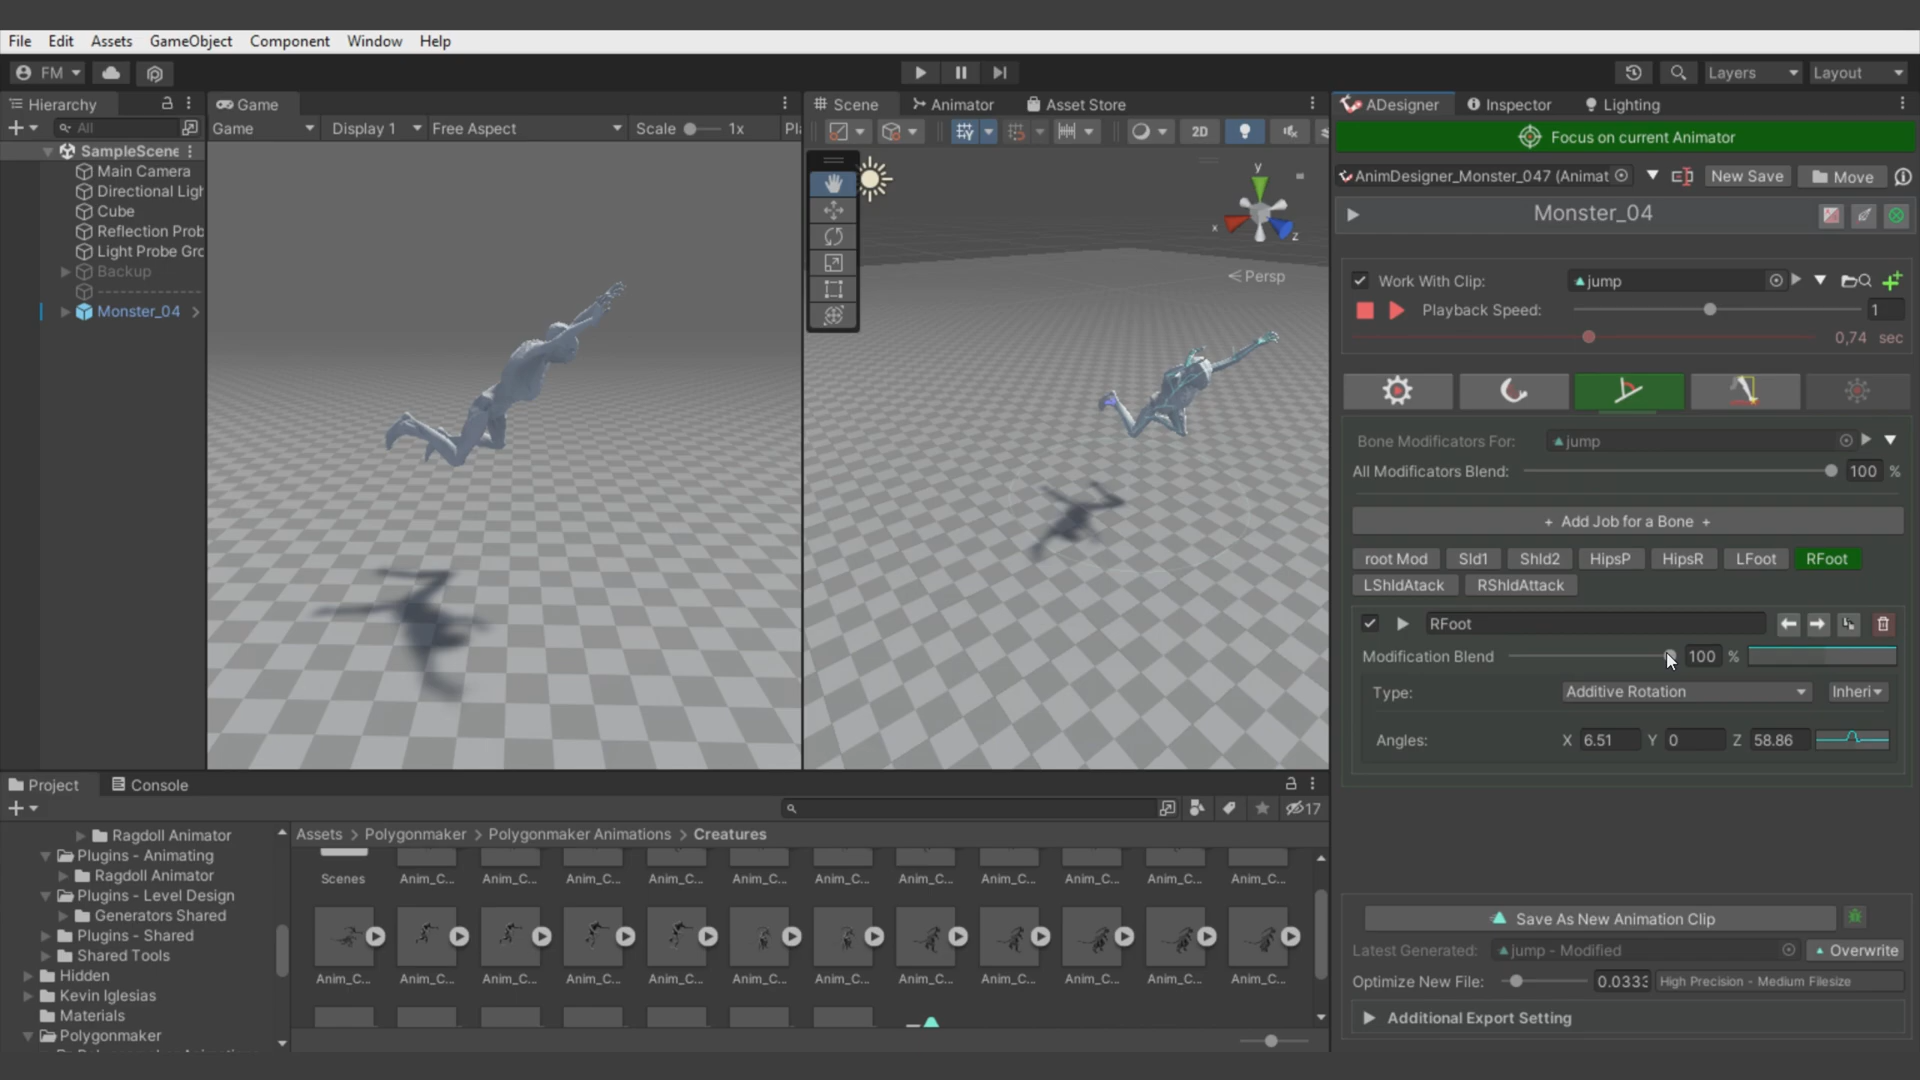 File Edit Assets GameObject Component Window Help
FM
Layers
Layout
Hierarchy
All
SampleScene
Main Camera
Directional Ligh
Cube
Reflection Prob
Light Probe Gro
Backup
--------------
Monster_04
Game
Game Display 1 Free Aspect Scale 1x Pl
Scene Animator Asset Store
2D
y
x
z
Persp
ADesigner Inspector Lighting
Focus on current Animator
AnimDesigner_Monster_047 (Animat New Save Move
Monster_04
Work With Clip: jump
Playback Speed: 1
0,74 sec
Bone Modificators For: jump
All Modificators Blend: 100 %
+ Add Job for a Bone +
root Mod Sld1 Shld2 HipsP HipsR LFoot RFoot
LShldAtack RShldAttack
RFoot
Modification Blend 100 %
Type: Additive Rotation Inheri
Angles: X 6.51 Y 0 Z 58.86
Save As New Animation Clip
Latest Generated: jump - Modified Overwrite
Optimize New File: 0.0333 High Precision - Medium Filesize
Additional Export Setting
Project Console
17
Ragdoll Animator
Plugins - Animating
Ragdoll Animator
Plugins - Level Design
Generators Shared
Plugins - Shared
Shared Tools
Hidden
Kevin Iglesias
Materials
Polygonmaker
Assets > Polygonmaker > Polygonmaker Animations > Creatures
Scenes Anim_C... Anim_C... Anim_C... Anim_C... Anim_C... Anim_C... Anim_C... Anim_C... Anim_C... Anim_C... Anim_C...
Anim_C... Anim_C... Anim_C... Anim_C... Anim_C... Anim_C... Anim_C... Anim_C... Anim_C... Anim_C... Anim_C... Anim_C...